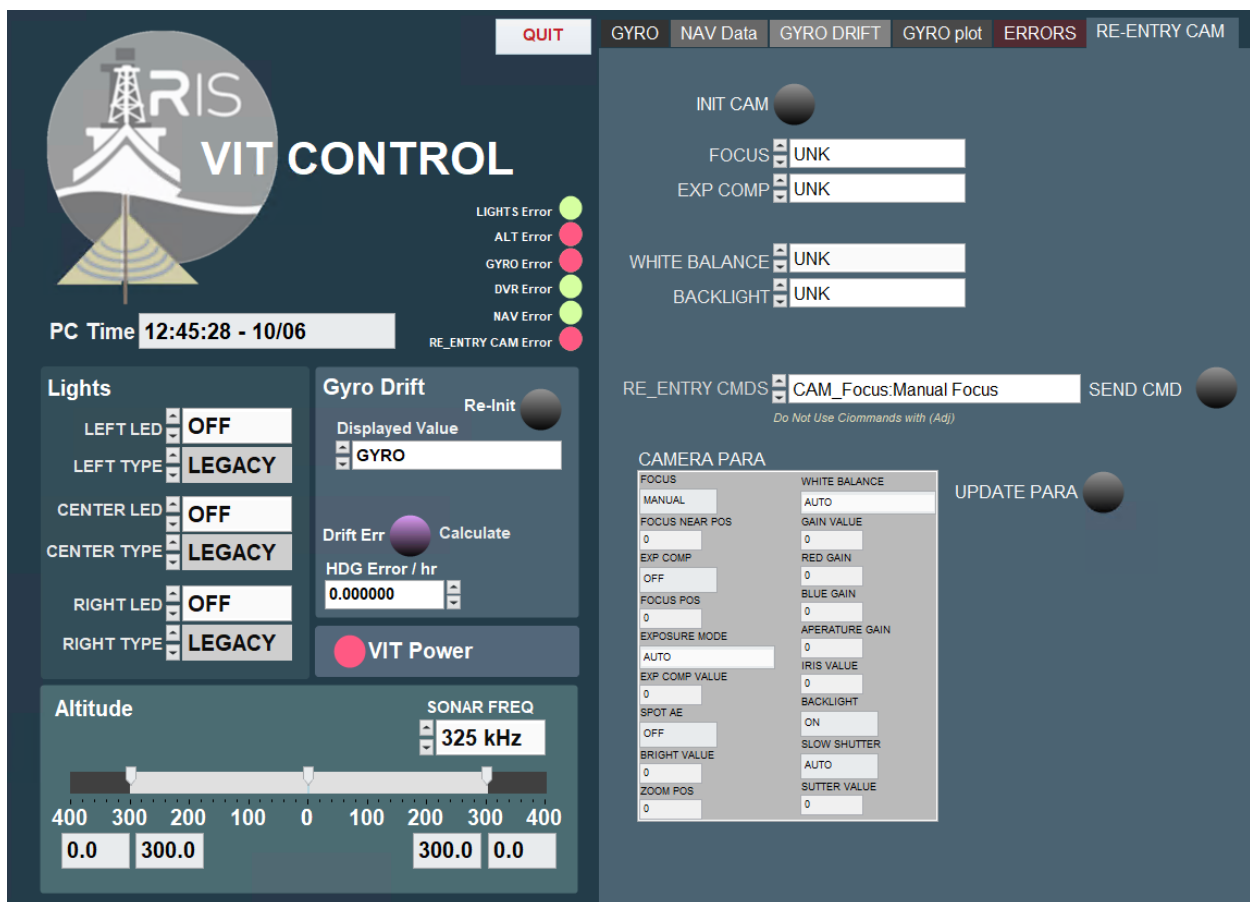 QUIT
IRIS
VIT CONTROL
LIGHTS Error
ALT Error
GYRO Error
DVR Error
NAV Error
RE_ENTRY CAM Error
PC Time 12:45:28 - 10/06
Lights
LEFT LED OFF
LEFT TYPE LEGACY
CENTER LED OFF
CENTER TYPE LEGACY
RIGHT LED OFF
RIGHT TYPE LEGACY
Gyro Drift
Re-Init
Displayed Value
GYRO
Drift Err Calculate
HDG Error / hr
0.000000
VIT Power
Altitude
SONAR FREQ
325 kHz
400 300 200 100 0 100 200 300 400
0.0 300.0 300.0 0.0
GYRO NAV Data GYRO DRIFT GYRO plot ERRORS RE-ENTRY CAM
INIT CAM
FOCUS UNK
EXP COMP UNK
WHITE BALANCE UNK
BACKLIGHT UNK
RE_ENTRY CMDS CAM_Focus:Manual Focus SEND CMD
Do Not Use Ciommands with (Adj)
CAMERA PARA
UPDATE PARA
FOCUS
MANUAL
FOCUS NEAR POS
0
EXP COMP
OFF
FOCUS POS
0
EXPOSURE MODE
AUTO
EXP COMP VALUE
0
SPOT AE
OFF
BRIGHT VALUE
0
ZOOM POS
0
WHITE BALANCE
AUTO
GAIN VALUE
0
RED GAIN
0
BLUE GAIN
0
APERATURE GAIN
0
IRIS VALUE
0
BACKLIGHT
ON
SLOW SHUTTER
AUTO
SUTTER VALUE
0